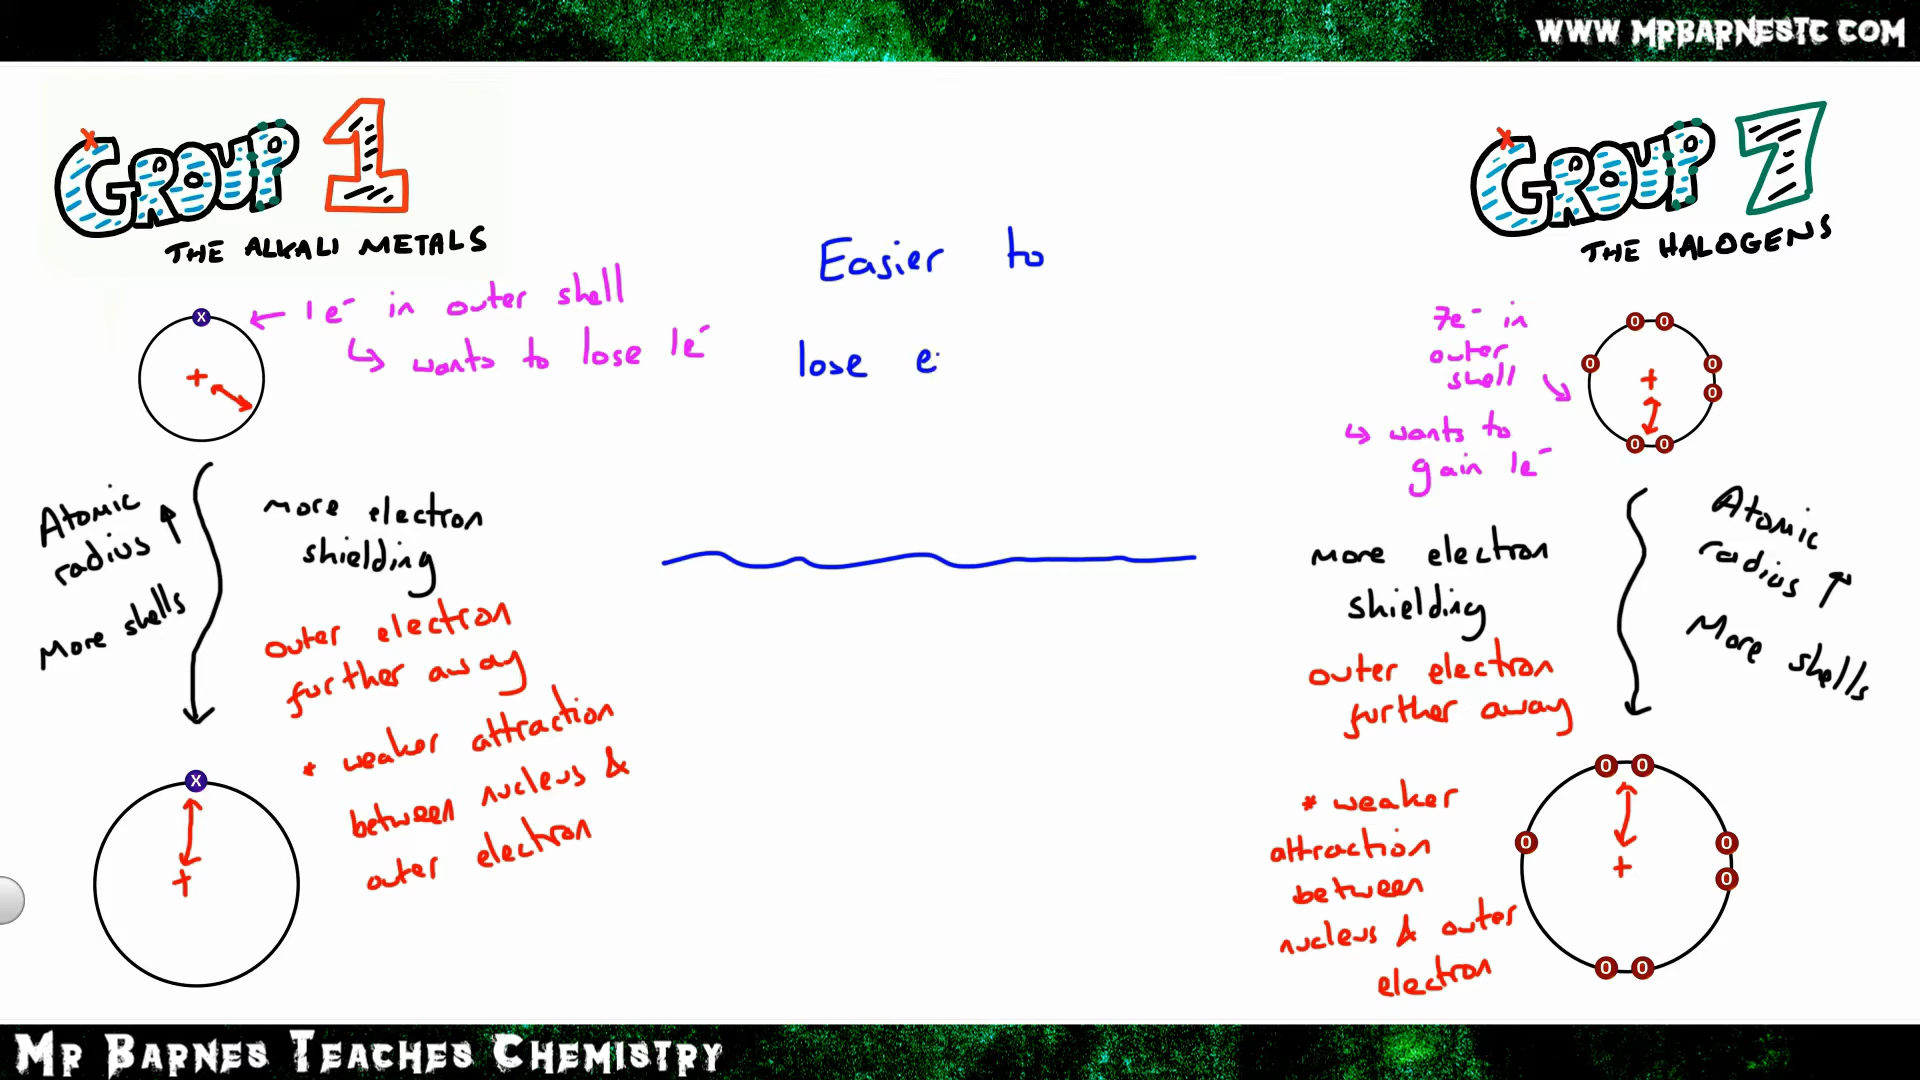 WWW MRBARNESTC COM
GROUP 1
THE ALKALI METALS
1e⁻ in outer shell
↳ wants to lose 1e⁻
x
+
Atomic
radius ↑
More shells
more electron
shielding
outer electron
further away
* weaker attraction
between nucleus &
outer electron
x
+
Easier to
lose e
GROUP 7
THE HALOGENS
7e⁻ in
outer
shell
↳ wants to
gain 1e⁻
o o
o o
+
o
o o
more electron
shielding
outer electron
further away
* weaker
attraction
between
nucleus & outer
electron
Atomic
radius ↑
More shells
o o
o o
+
o
o o
MR BARNES TEACHES CHEMISTRY